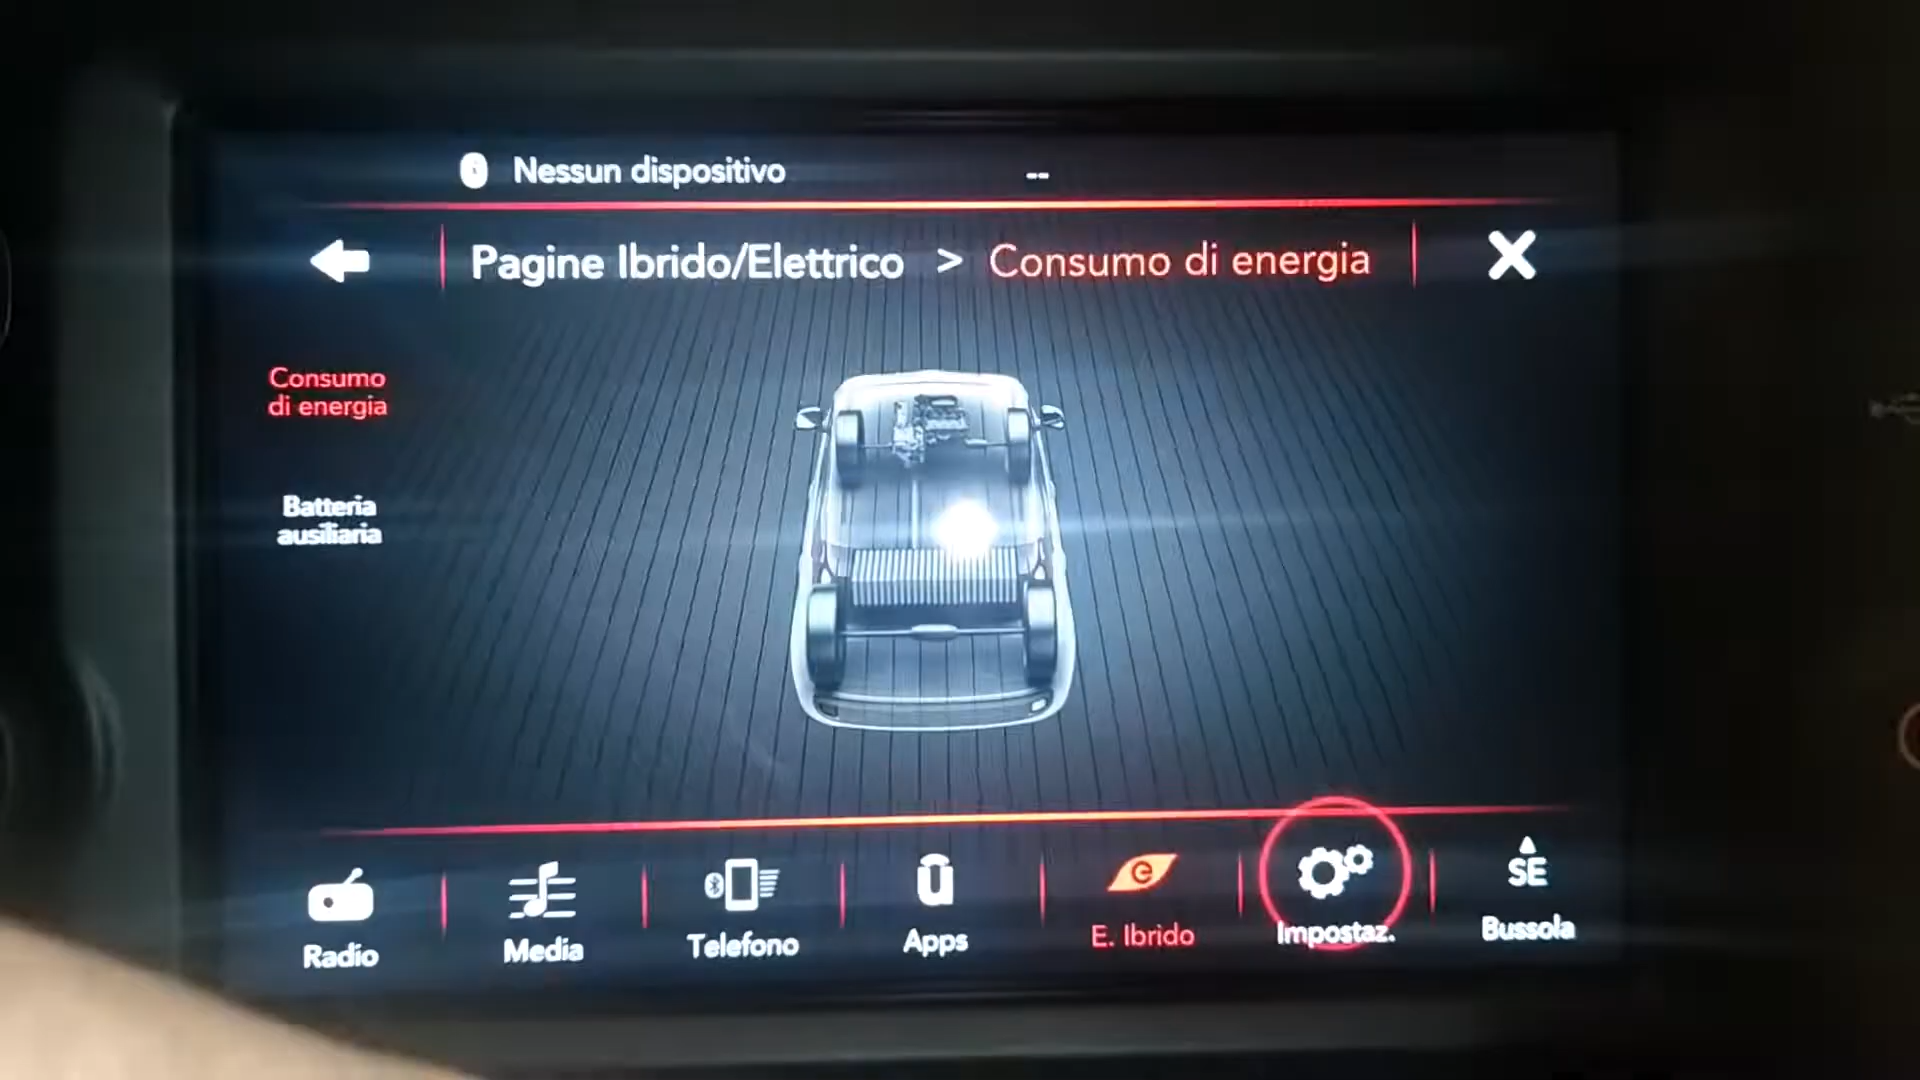 Nessun dispositivo --
Pagine Ibrido/Elettrico > Consumo di energia
Consumo
di energia
Batteria
ausiliaria
SE
Radio
Media
Telefono
Apps
E. Ibrido
Impostaz.
Bussola